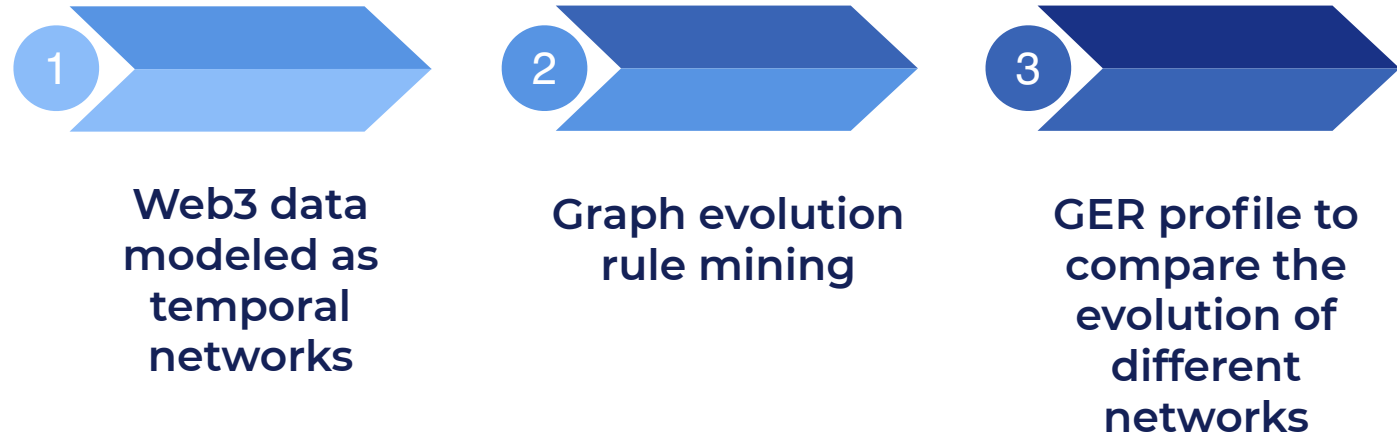 1
Web3 data
modeled as
temporal
networks
2
Graph evolution
rule mining
3
GER profile to
compare the
evolution of
different
networks